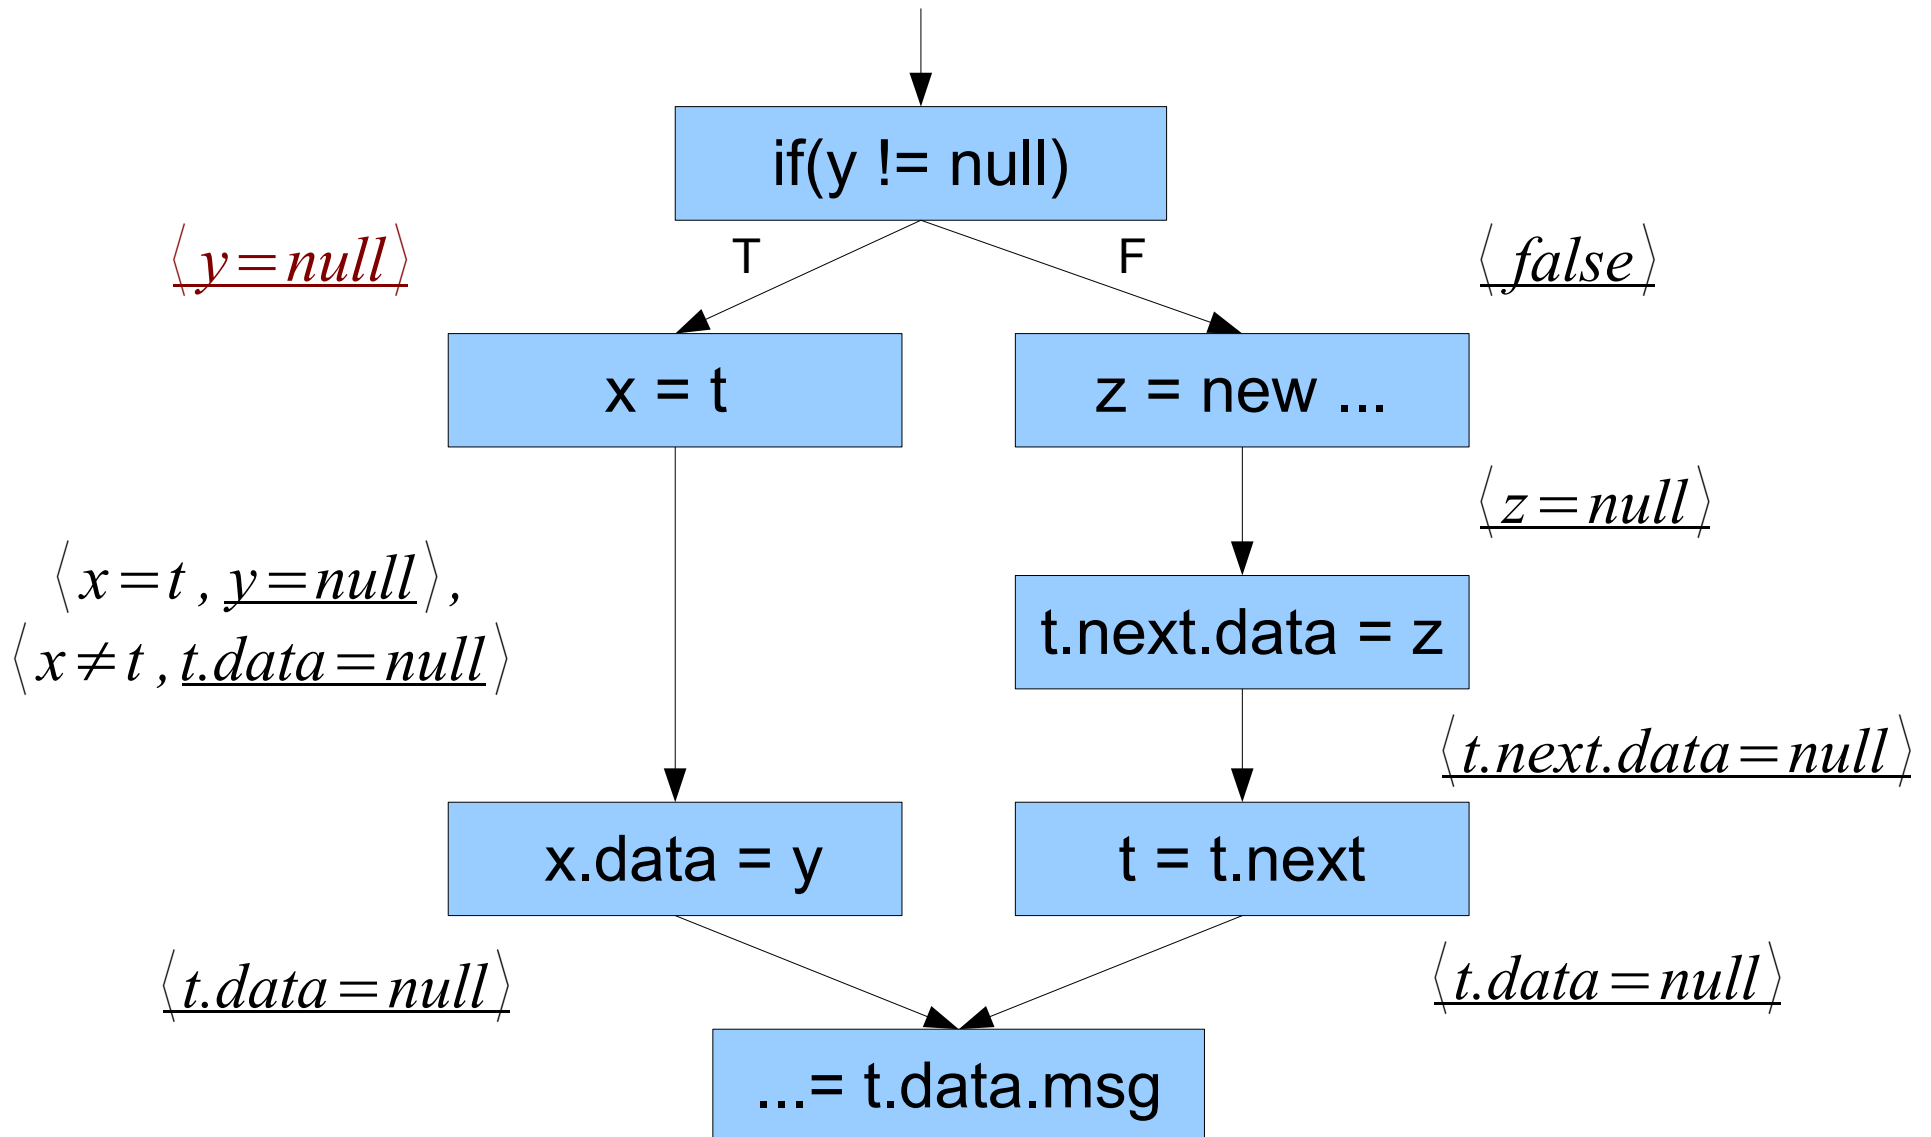 if(y != null)
T
F
⟨y=null⟩
⟨false⟩
x = t
z = new ...
⟨z=null⟩
⟨x=t, y=null⟩,
⟨x≠t, t.data=null⟩
t.next.data = z
⟨t.next.data=null⟩
x.data = y
t = t.next
⟨t.data=null⟩
⟨t.data=null⟩
...= t.data.msg